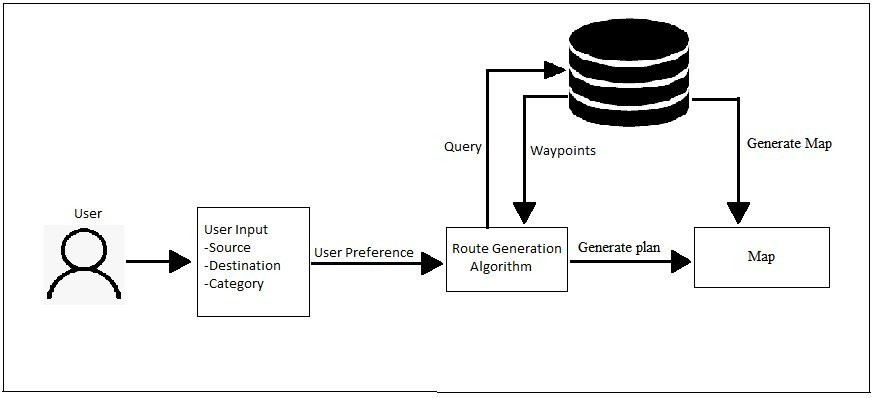 Query
Waypoints
Generate Map
User
User Input
-Source
-Destination
-Category
User Preference
Route Generation
Algorithm
Generate plan
Map